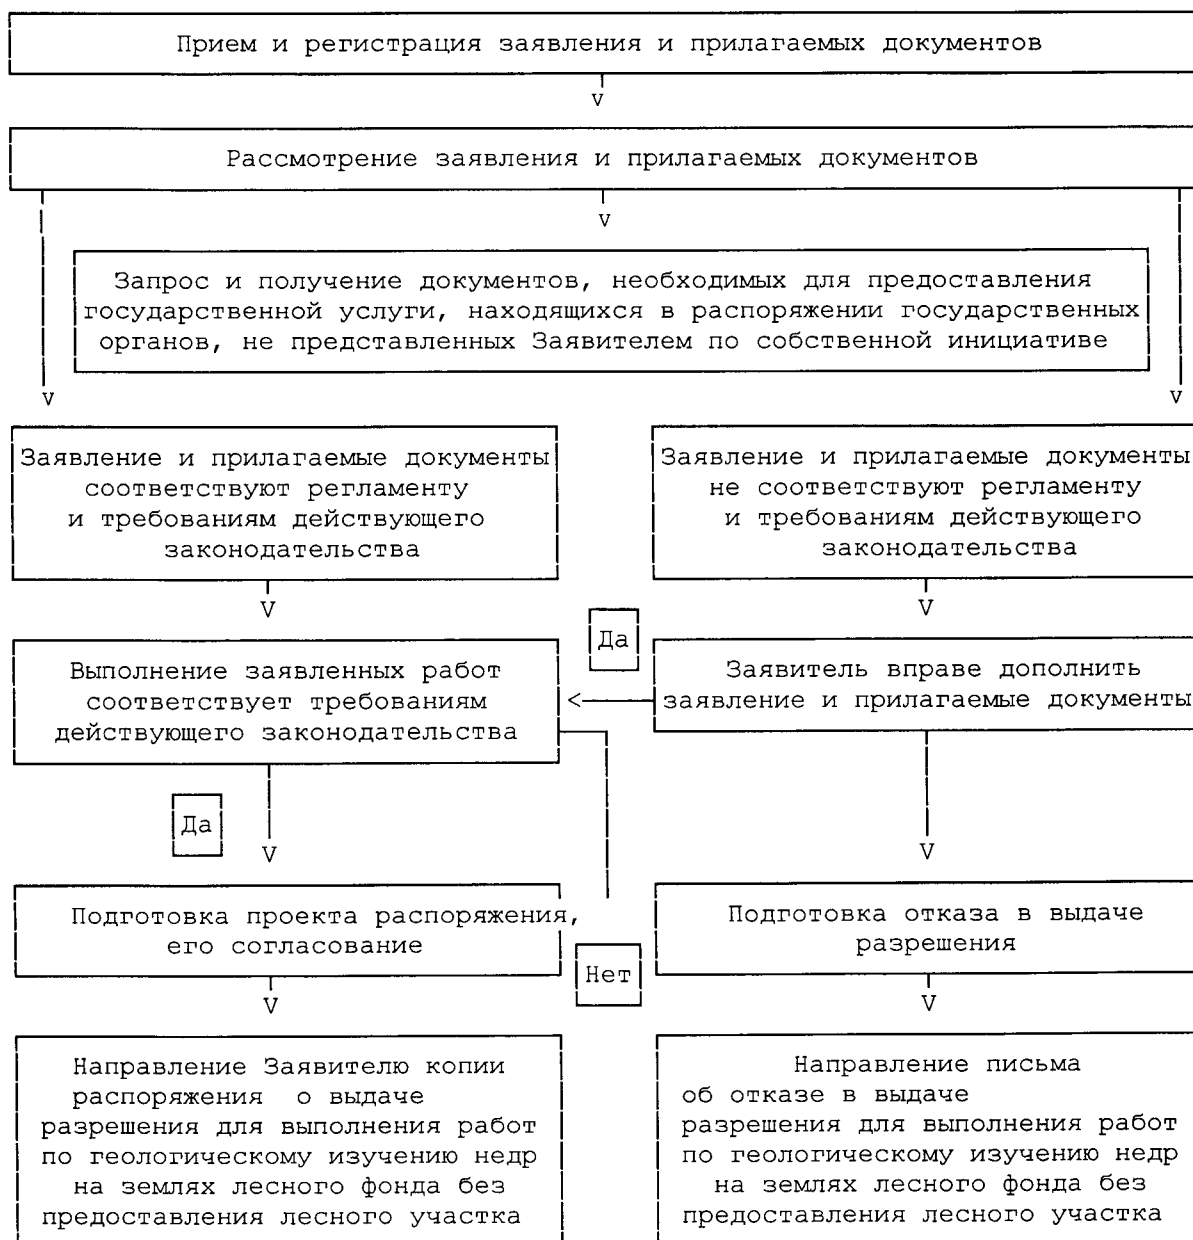 Прием и регистрация заявления и прилагаемых документов
V
Рассмотрение заявления и прилагаемых документов
V
Запрос и получение документов, необходимых для предоставления
государственной услуги, находящихся в распоряжении государственных
органов, не представленных Заявителем по собственной инициативе
V
V
Заявление и прилагаемые документы
соответствуют регламенту
и требованиям действующего
законодательства
Заявление и прилагаемые документы
не соответствуют регламенту
и требованиям действующего
законодательства
V
V
Выполнение заявленных работ
соответствует требованиям
действующего законодательства
Да
<
Заявитель вправе дополнить
заявление и прилагаемые документы
Да
V
V
Подготовка проекта распоряжения,
его согласование
Нет
Подготовка отказа в выдаче
разрешения
V
V
Направление Заявителю копии
распоряжения о выдаче
разрешения для выполнения работ
по геологическому изучению недр
на землях лесного фонда без
предоставления лесного участка
Направление письма
об отказе в выдаче
разрешения для выполнения работ
по геологическому изучению недр
на землях лесного фонда без
предоставления лесного участка